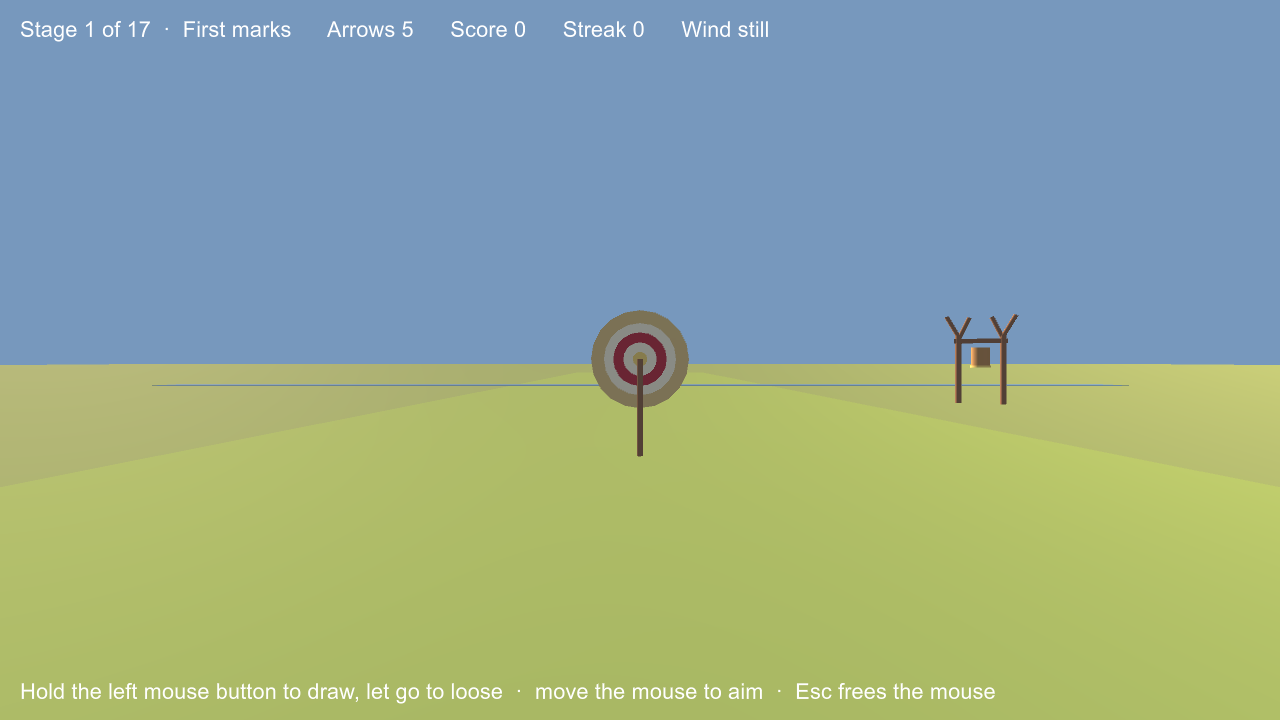 Stage 1 of 17 · First marks Arrows 5 Score 0 Streak 0 Wind still
Hold the left mouse button to draw, let go to loose · move the mouse to aim · Esc frees the mouse